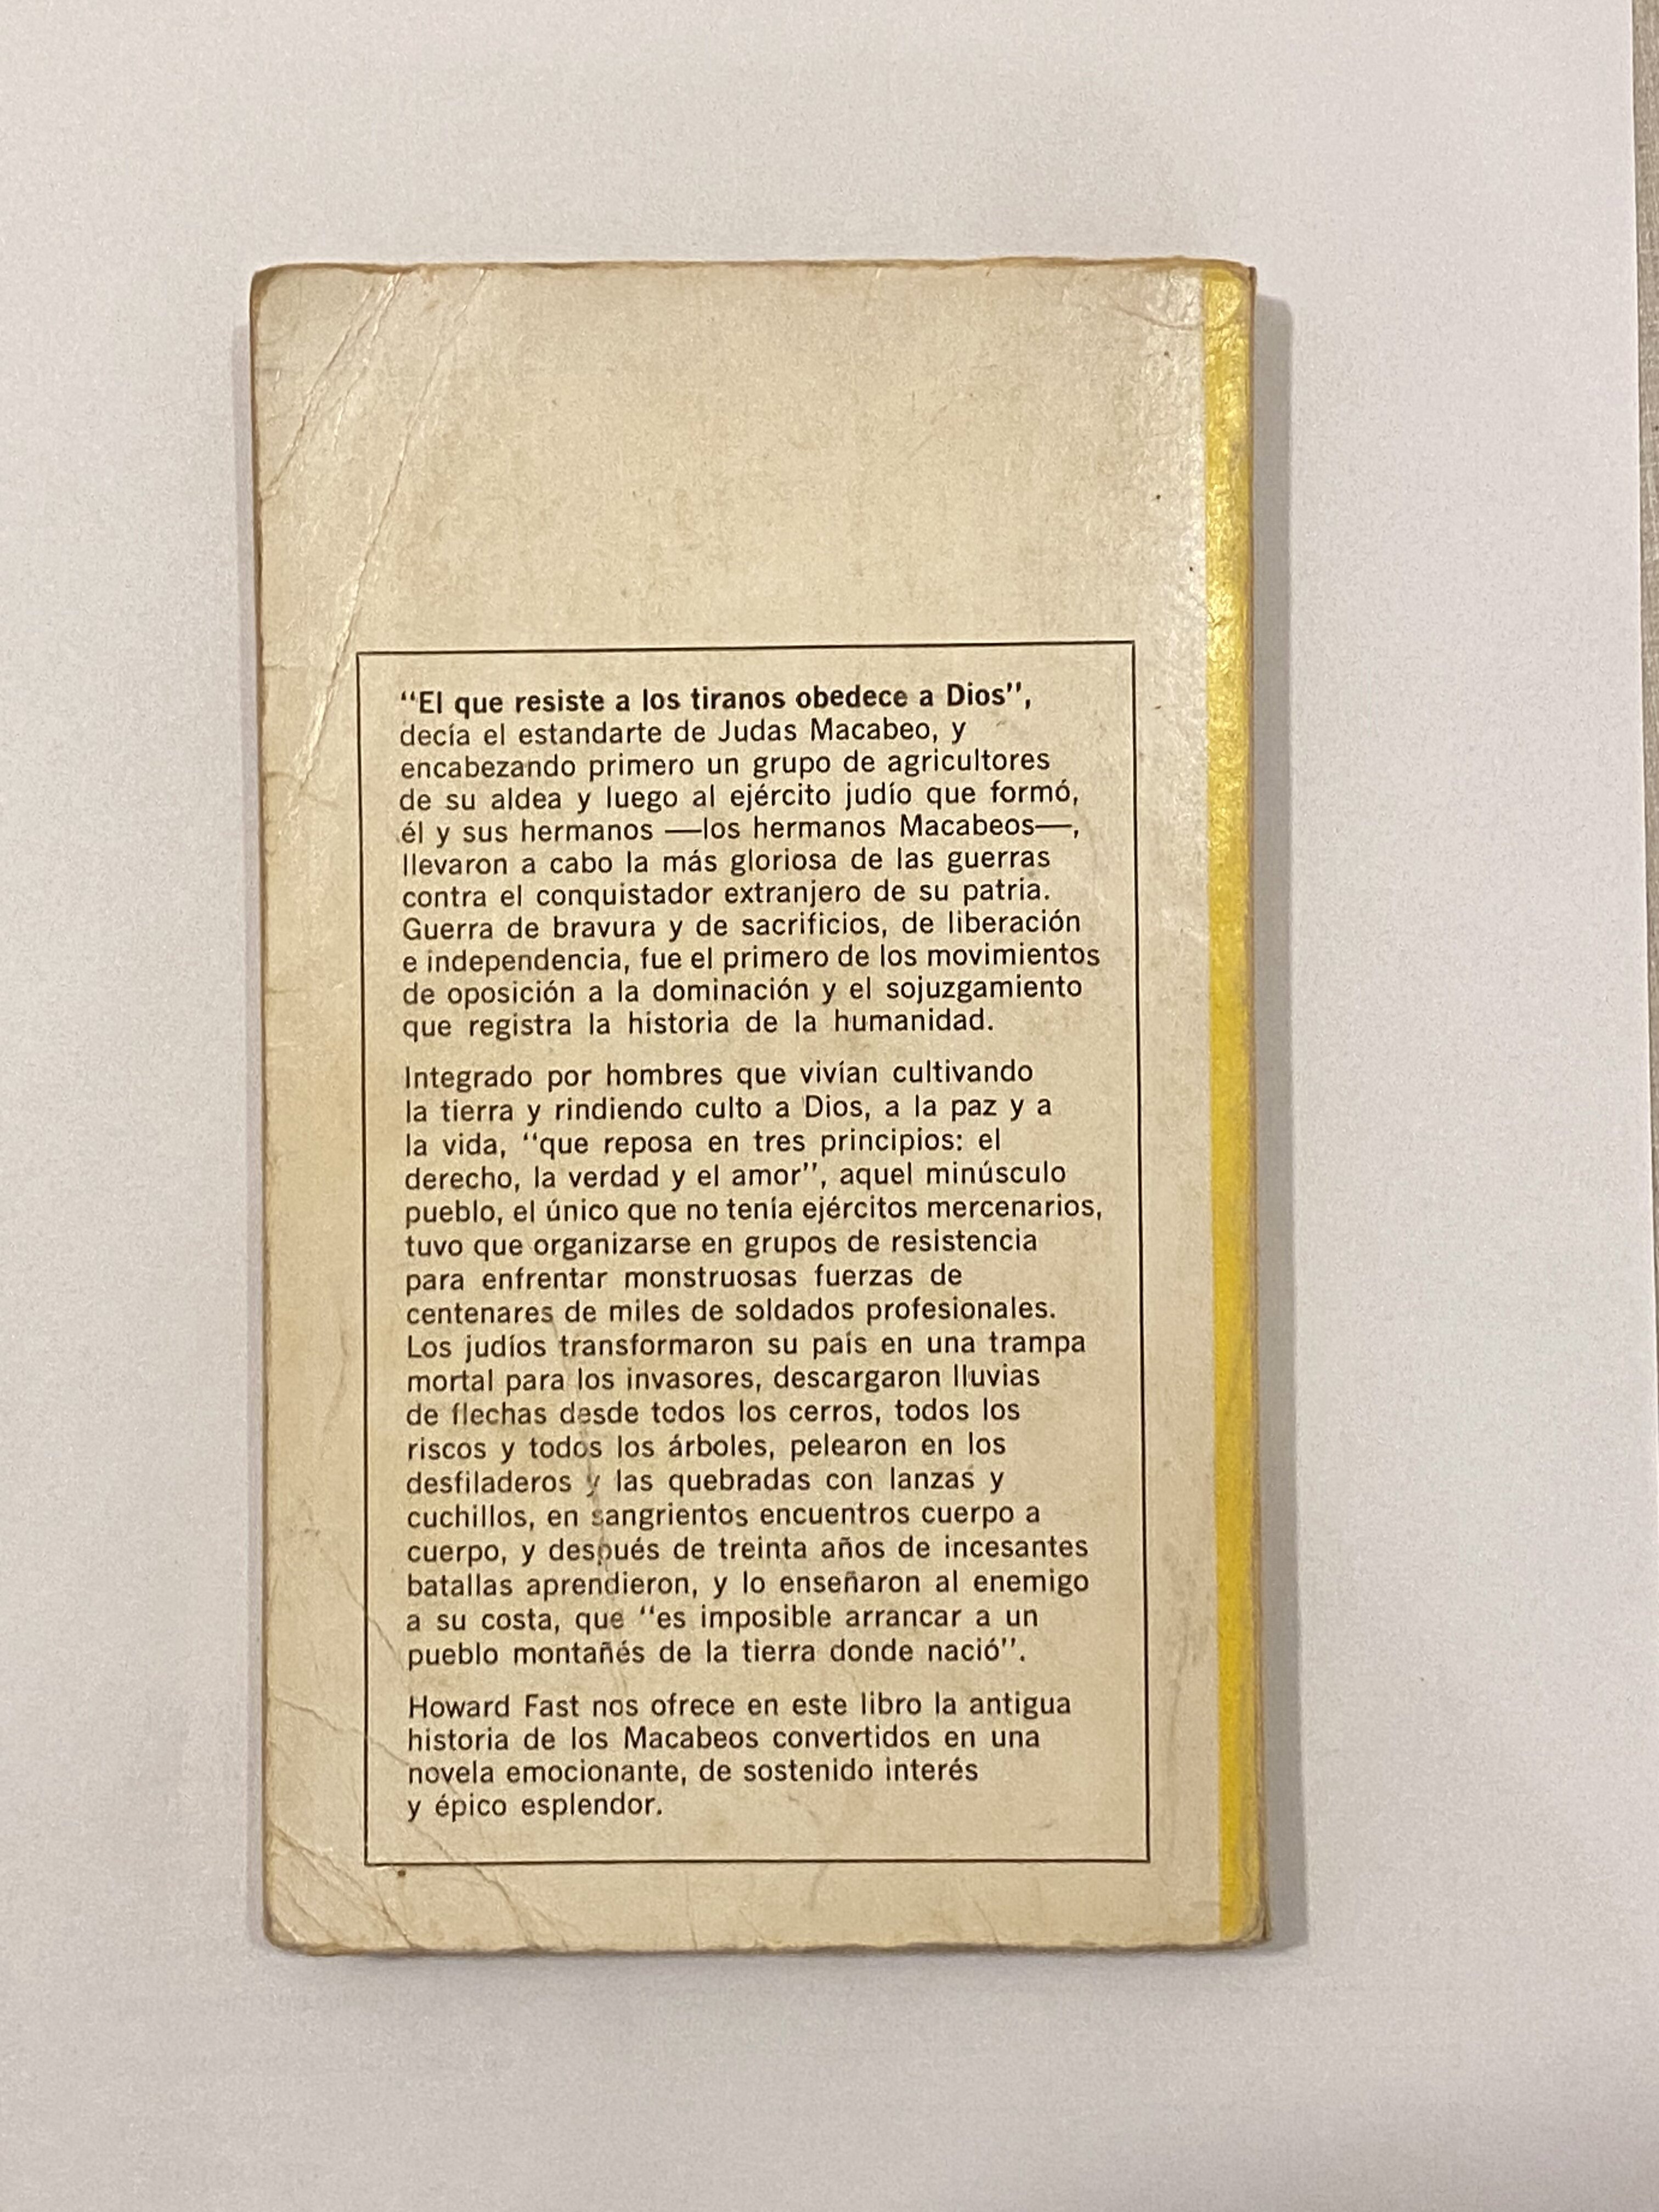 “El que resiste a los tiranos obedece a Dios”,
decía el estandarte de Judas Macabeo, y
encabezando primero un grupo de agricultores
de su aldea y luego al ejército judío que formó,
él y sus hermanos —los hermanos Macabeos—,
llevaron a cabo la más gloriosa de las guerras
contra el conquistador extranjero de su patria.
Guerra de bravura y de sacrificios, de liberación
e independencia, fue el primero de los movimientos
de oposición a la dominación y el sojuzgamiento
que registra la historia de la humanidad.
Integrado por hombres que vivían cultivando
la tierra y rindiendo culto a Dios, a la paz y a
la vida, “que reposa en tres principios: el
derecho, la verdad y el amor”, aquel minúsculo
pueblo, el único que no tenía ejércitos mercenarios,
tuvo que organizarse en grupos de resistencia
para enfrentar monstruosas fuerzas de
centenares de miles de soldados profesionales.
Los judíos transformaron su país en una trampa
mortal para los invasores, descargaron lluvias
de flechas desde todos los cerros, todos los
riscos y todos los árboles, pelearon en los
desfiladeros y las quebradas con lanzas y
cuchillos, en sangrientos encuentros cuerpo a
cuerpo, y después de treinta años de incesantes
batallas aprendieron, y lo enseñaron al enemigo
a su costa, que “es imposible arrancar a un
pueblo montañés de la tierra donde nació”.
Howard Fast nos ofrece en este libro la antigua
historia de los Macabeos convertidos en una
novela emocionante, de sostenido interés
y épico esplendor.